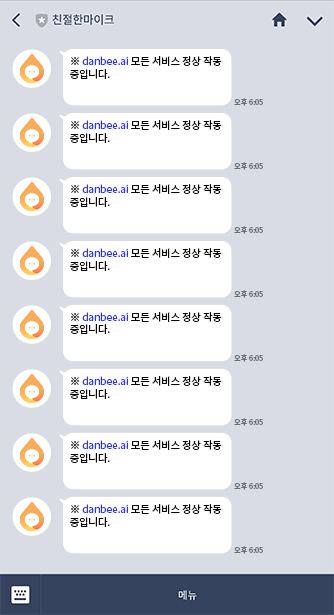 친절한마이크
※ danbee.ai 모든 서비스 정상 작동
중입니다.
오후 6:05
※ danbee.ai 모든 서비스 정상 작동
중입니다.
오후 6:05
※ danbee.ai 모든 서비스 정상 작동
중입니다.
오후 6:05
※ danbee.ai 모든 서비스 정상 작동
중입니다.
오후 6:05
※ danbee.ai 모든 서비스 정상 작동
중입니다.
오후 6:05
※ danbee.ai 모든 서비스 정상 작동
중입니다.
오후 6:05
※ danbee.ai 모든 서비스 정상 작동
중입니다.
오후 6:05
※ danbee.ai 모든 서비스 정상 작동
중입니다.
오후 6:05
메뉴